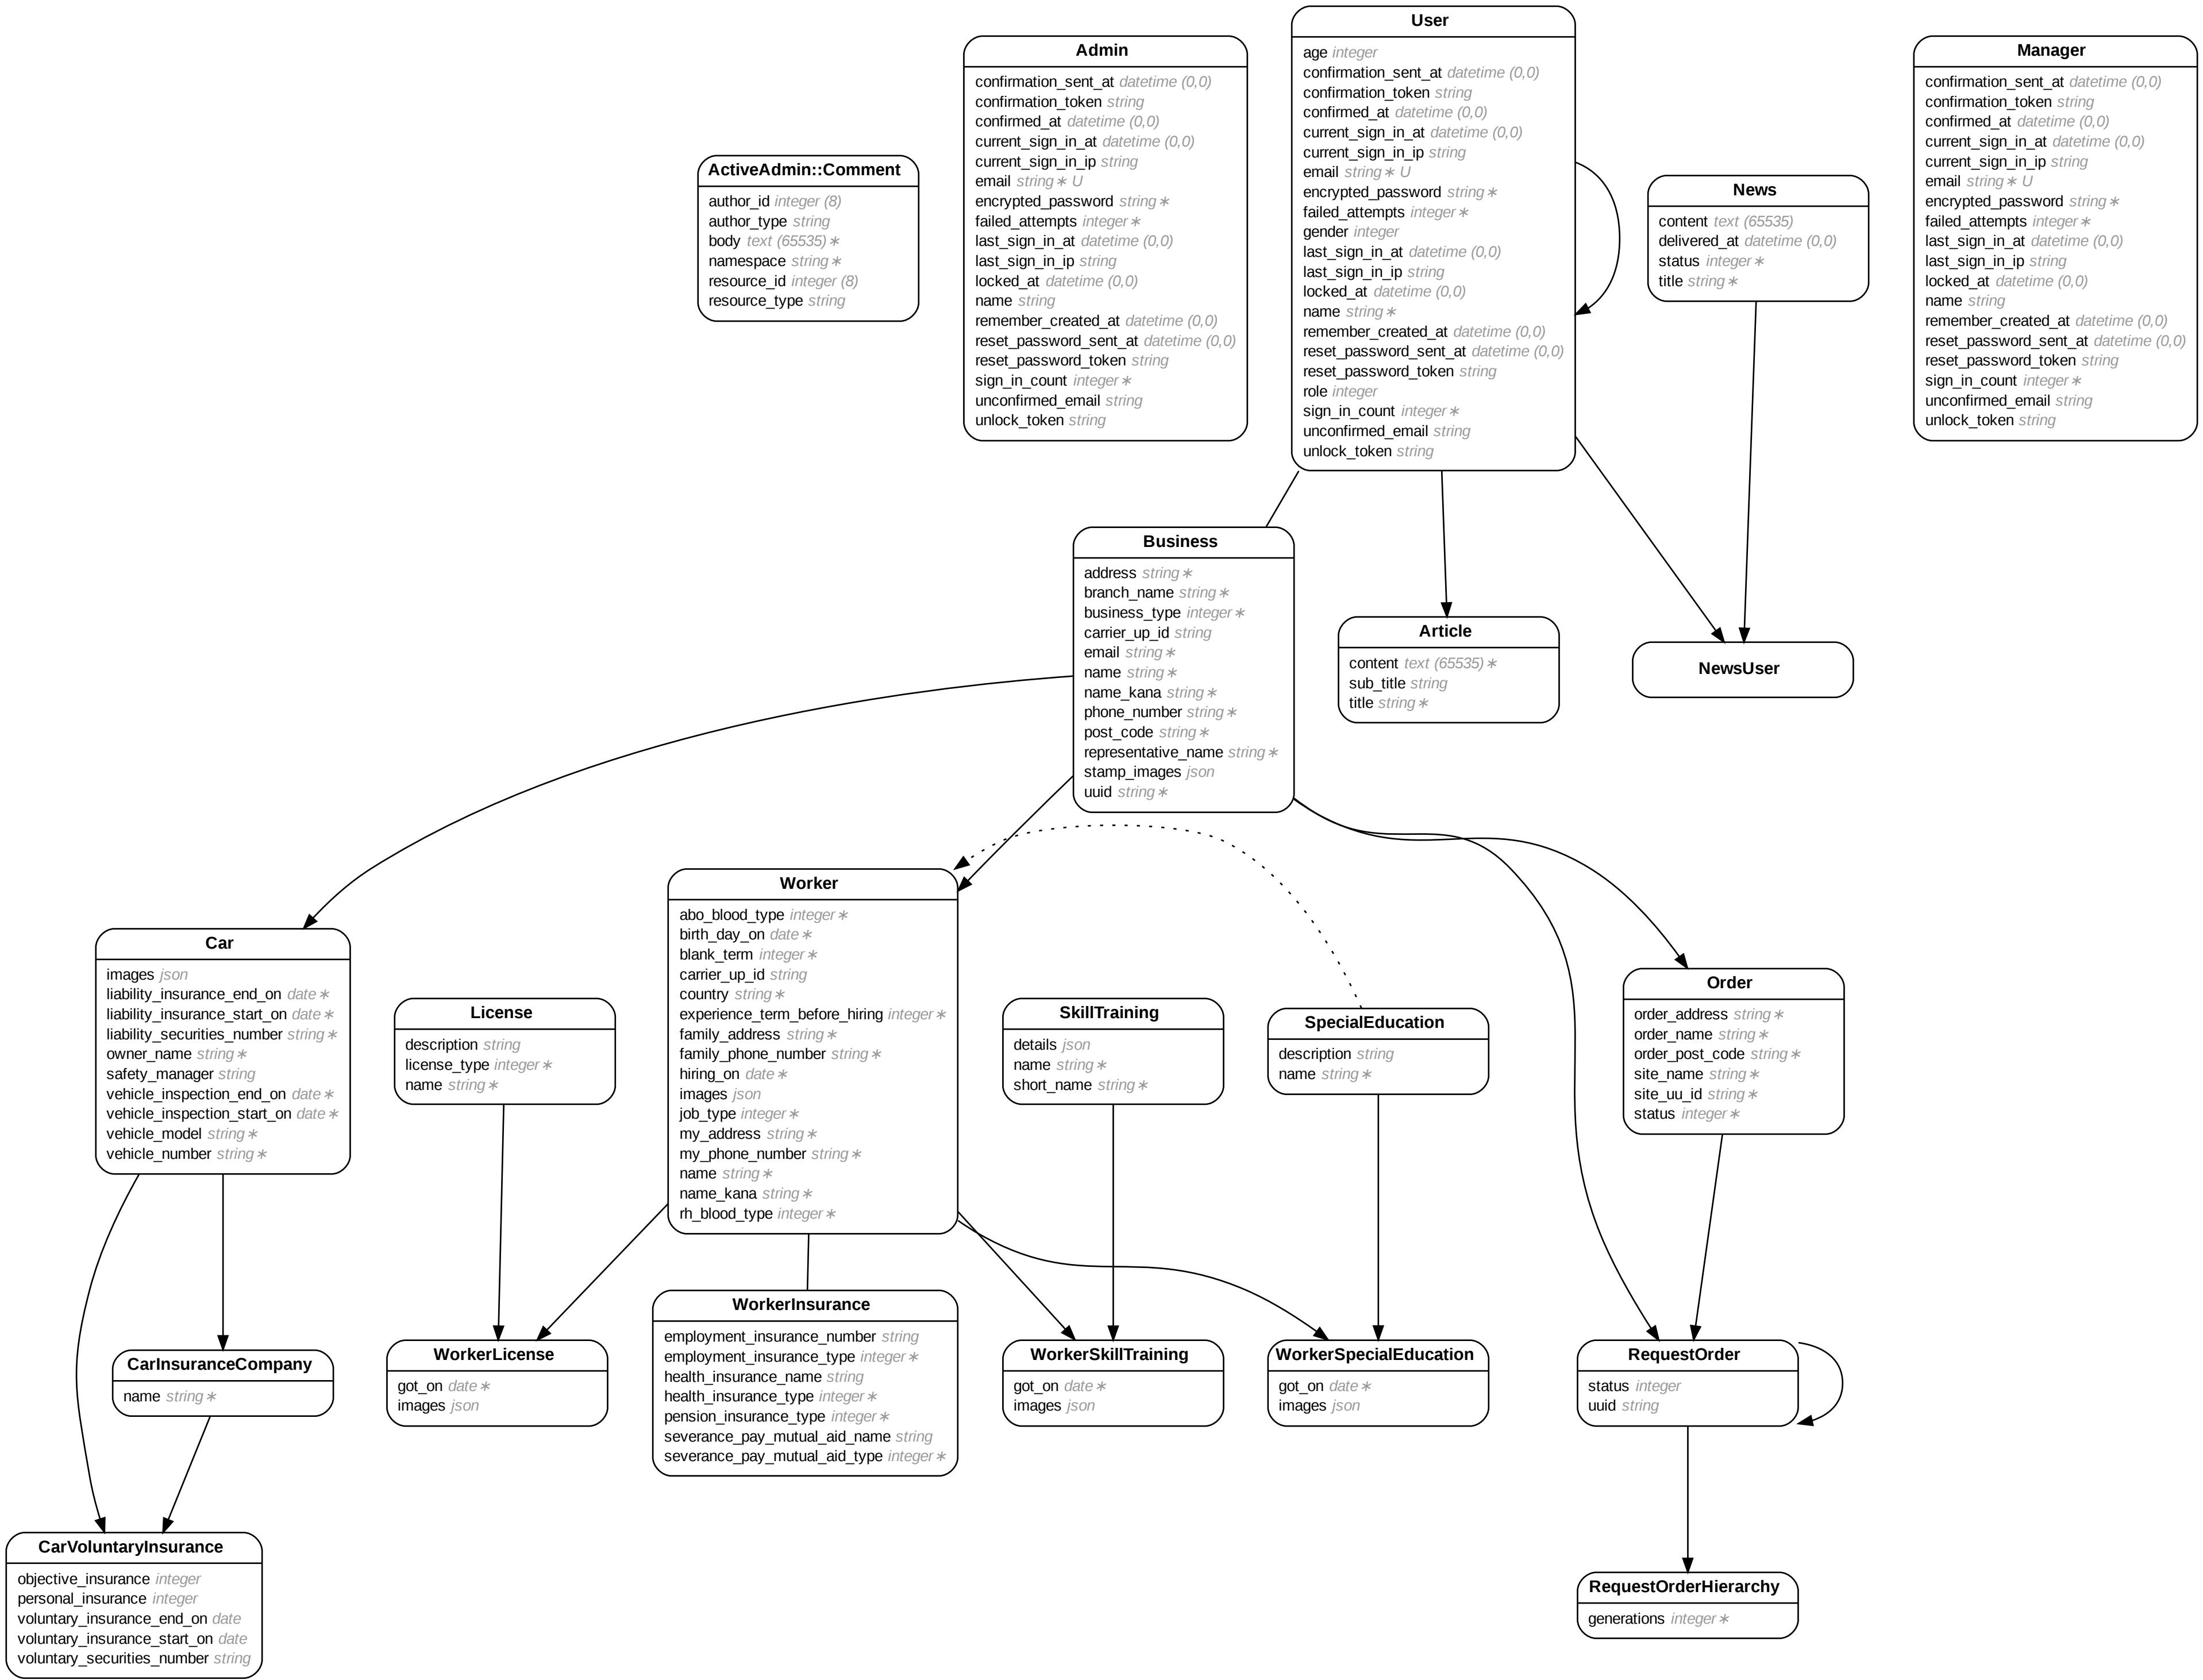 User
age integer
confirmation_sent_at datetime (0,0)
confirmation_token string
confirmed_at datetime (0,0)
current_sign_in_at datetime (0,0)
current_sign_in_ip string
email string∗ U
encrypted_password string∗
failed_attempts integer∗
gender integer
last_sign_in_at datetime (0,0)
last_sign_in_ip string
locked_at datetime (0,0)
name string∗
remember_created_at datetime (0,0)
reset_password_sent_at datetime (0,0)
reset_password_token string
role integer
sign_in_count integer∗
unconfirmed_email string
unlock_token string
Admin
confirmation_sent_at datetime (0,0)
confirmation_token string
confirmed_at datetime (0,0)
current_sign_in_at datetime (0,0)
current_sign_in_ip string
email string∗ U
encrypted_password string∗
failed_attempts integer∗
last_sign_in_at datetime (0,0)
last_sign_in_ip string
locked_at datetime (0,0)
name string
remember_created_at datetime (0,0)
reset_password_sent_at datetime (0,0)
reset_password_token string
sign_in_count integer∗
unconfirmed_email string
unlock_token string
Manager
confirmation_sent_at datetime (0,0)
confirmation_token string
confirmed_at datetime (0,0)
current_sign_in_at datetime (0,0)
current_sign_in_ip string
email string∗ U
encrypted_password string∗
failed_attempts integer∗
last_sign_in_at datetime (0,0)
last_sign_in_ip string
locked_at datetime (0,0)
name string
remember_created_at datetime (0,0)
reset_password_sent_at datetime (0,0)
reset_password_token string
sign_in_count integer∗
unconfirmed_email string
unlock_token string
ActiveAdmin::Comment
author_id integer (8)
author_type string
body text (65535)∗
namespace string∗
resource_id integer (8)
resource_type string
News
content text (65535)
delivered_at datetime (0,0)
status integer∗
title string∗
Business
address string∗
branch_name string∗
business_type integer∗
carrier_up_id string
email string∗
name string∗
name_kana string∗
phone_number string∗
post_code string∗
representative_name string∗
stamp_images json
uuid string∗
Article
content text (65535)∗
sub_title string
title string∗
NewsUser
Worker
abo_blood_type integer∗
birth_day_on date∗
blank_term integer∗
carrier_up_id string
country string∗
experience_term_before_hiring integer∗
family_address string∗
family_phone_number string∗
hiring_on date∗
images json
job_type integer∗
my_address string∗
my_phone_number string∗
name string∗
name_kana string∗
rh_blood_type integer∗
Car
images json
liability_insurance_end_on date∗
liability_insurance_start_on date∗
liability_securities_number string∗
owner_name string∗
safety_manager string
vehicle_inspection_end_on date∗
vehicle_inspection_start_on date∗
vehicle_model string∗
vehicle_number string∗
License
description string
license_type integer∗
name string∗
SkillTraining
details json
name string∗
short_name string∗
SpecialEducation
description string
name string∗
Order
order_address string∗
order_name string∗
order_post_code string∗
site_name string∗
site_uu_id string∗
status integer∗
CarInsuranceCompany
name string∗
WorkerLicense
got_on date∗
images json
WorkerInsurance
employment_insurance_number string
employment_insurance_type integer∗
health_insurance_name string
health_insurance_type integer∗
pension_insurance_type integer∗
severance_pay_mutual_aid_name string
severance_pay_mutual_aid_type integer∗
WorkerSkillTraining
got_on date∗
images json
WorkerSpecialEducation
got_on date∗
images json
RequestOrder
status integer
uuid string
CarVoluntaryInsurance
objective_insurance integer
personal_insurance integer
voluntary_insurance_end_on date
voluntary_insurance_start_on date
voluntary_securities_number string
RequestOrderHierarchy
generations integer∗